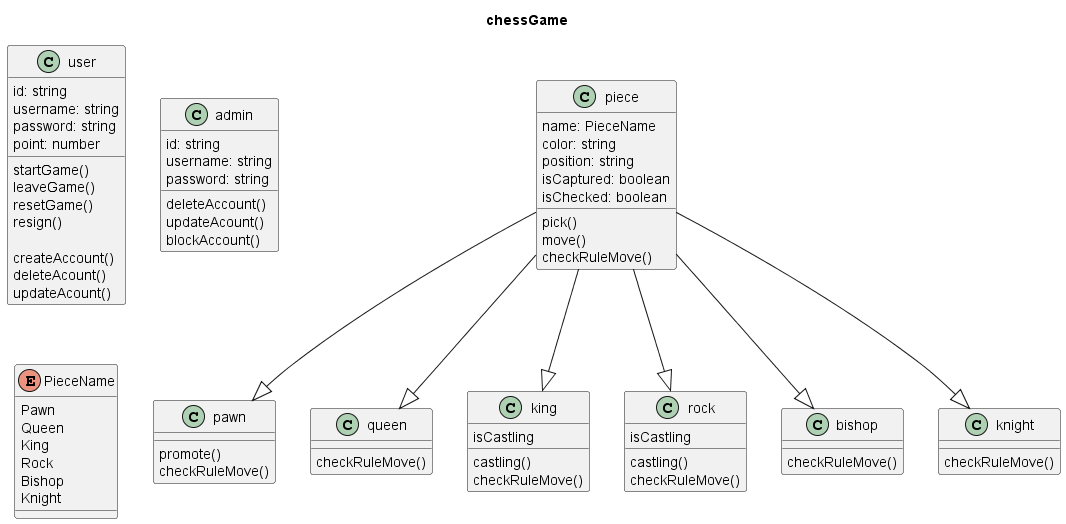 chessGame
C user
id: string
username: string
password: string
point: number
startGame()
leaveGame()
resetGame()
resign()
createAccount()
deleteAcount()
updateAcount()
C admin
id: string
username: string
password: string
deleteAccount()
updateAcount()
blockAccount()
C piece
name: PieceName
color: string
position: string
isCaptured: boolean
isChecked: boolean
pick()
move()
checkRuleMove()
E PieceName
Pawn
Queen
King
Rock
Bishop
Knight
C pawn
promote()
checkRuleMove()
C queen
checkRuleMove()
C king
isCastling
castling()
checkRuleMove()
C rock
isCastling
castling()
checkRuleMove()
C bishop
checkRuleMove()
C knight
checkRuleMove()